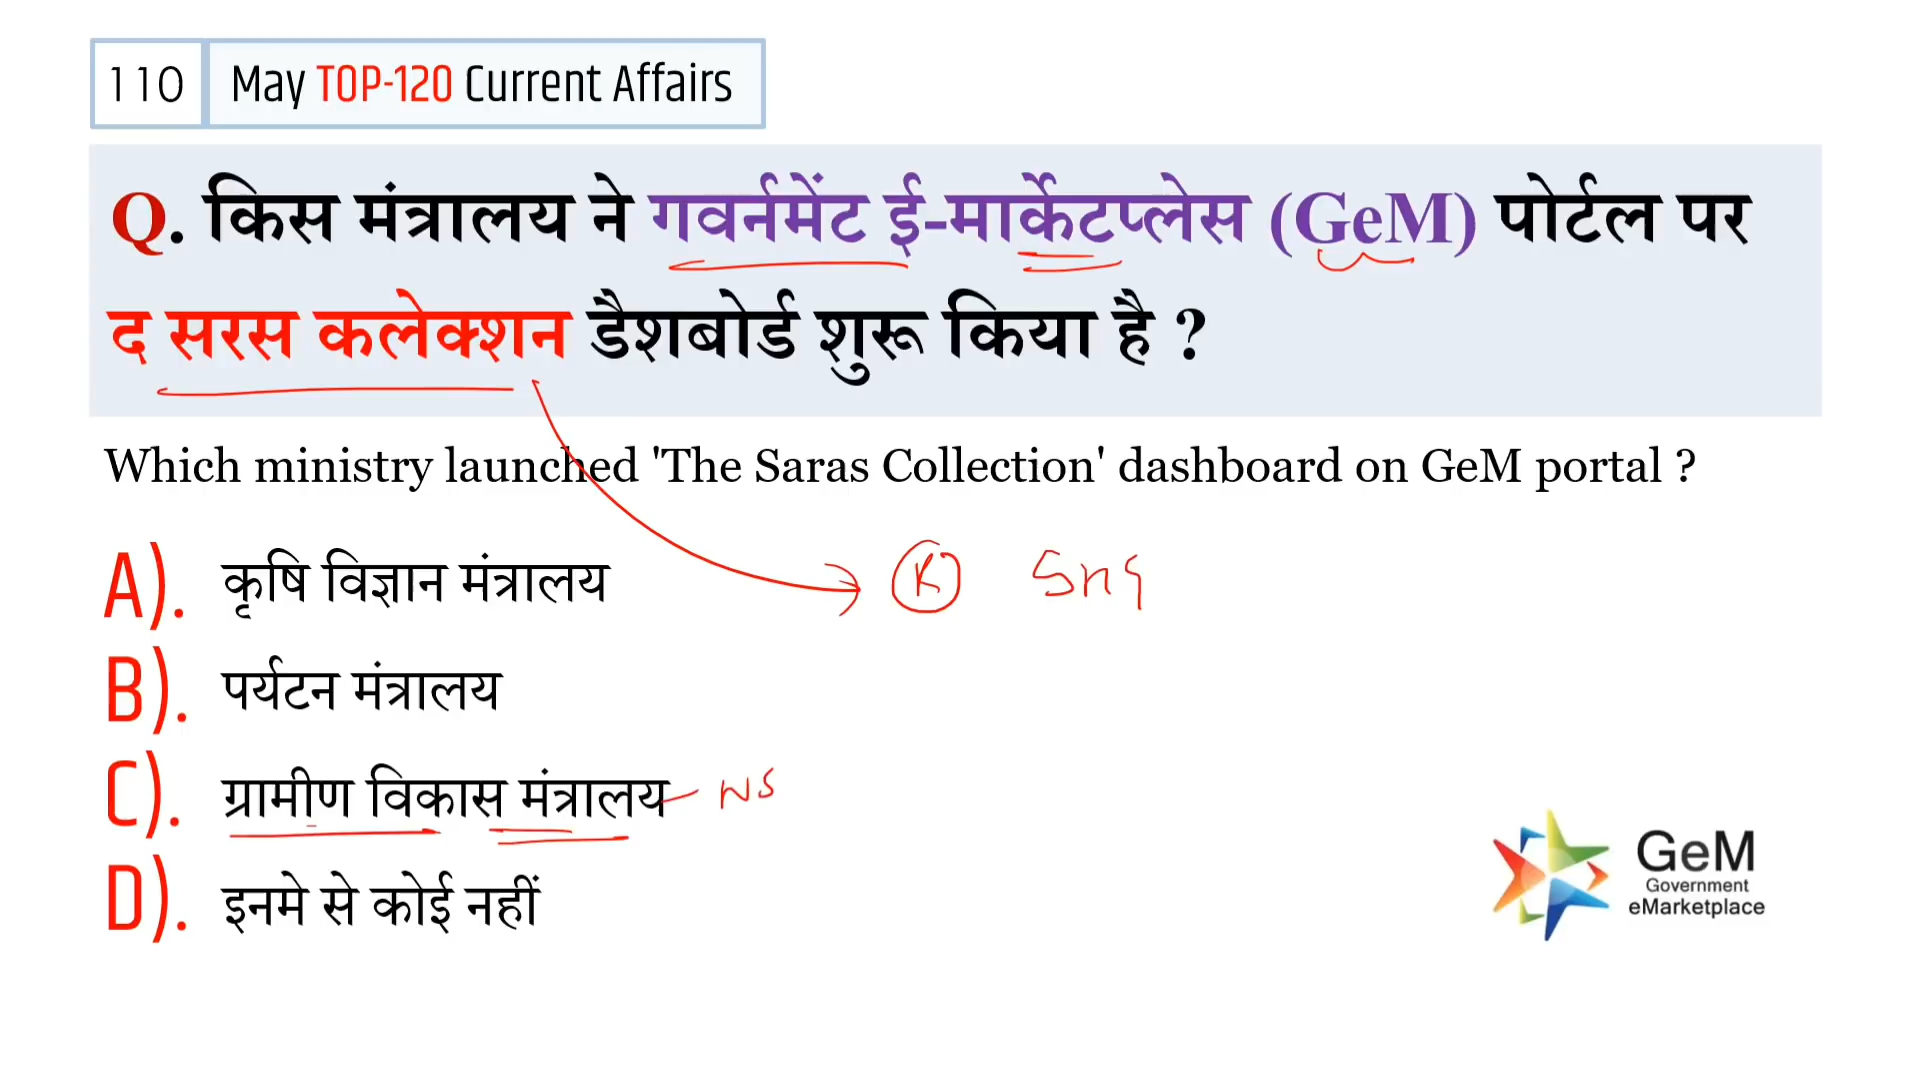 110 May TOP-120 Current Affairs
Q. किस मंत्रालय ने गवर्नमेंट ई-मार्केटप्लेस (GeM) पोर्टल पर
द सरस कलेक्शन डैशबोर्ड शुरू किया है ?
Which ministry launched 'The Saras Collection' dashboard on GeM portal ?
A). कृषि विज्ञान मंत्रालय
R
B). पर्यटन मंत्रालय
C). ग्रामीण विकास मंत्रालय
NS
D). इनमे से कोई नहीं
GeM
Government
eMarketplace